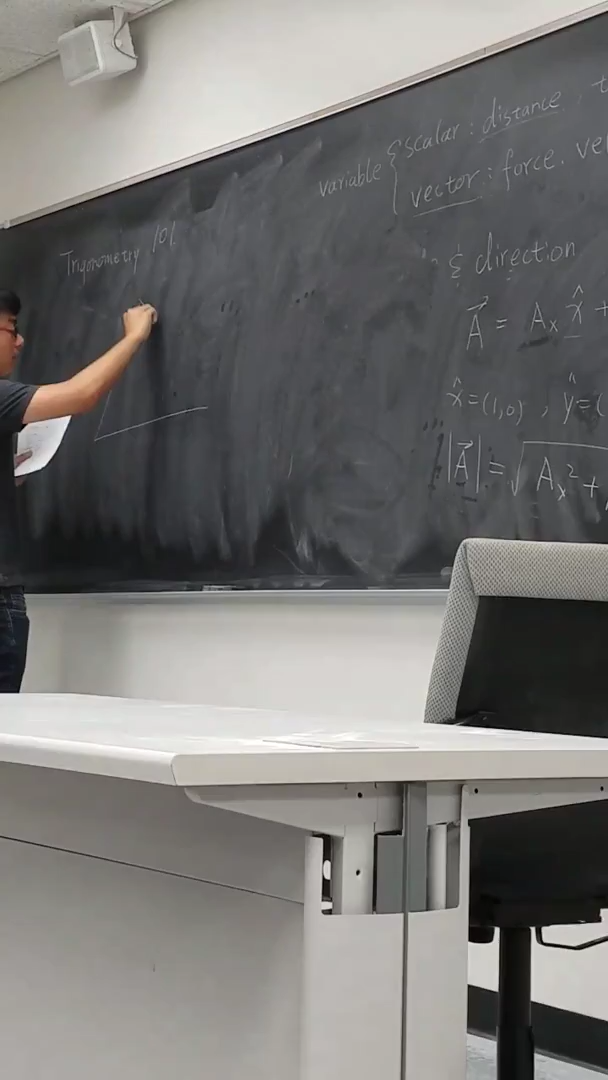 Trigonometry 101.
variable { scalar : distance , t
vector : force. ve
& direction
A⃗ = Aₓ x̂ +
x̂ = (1,0) , ŷ = (
|A⃗| = √Aₓ² +